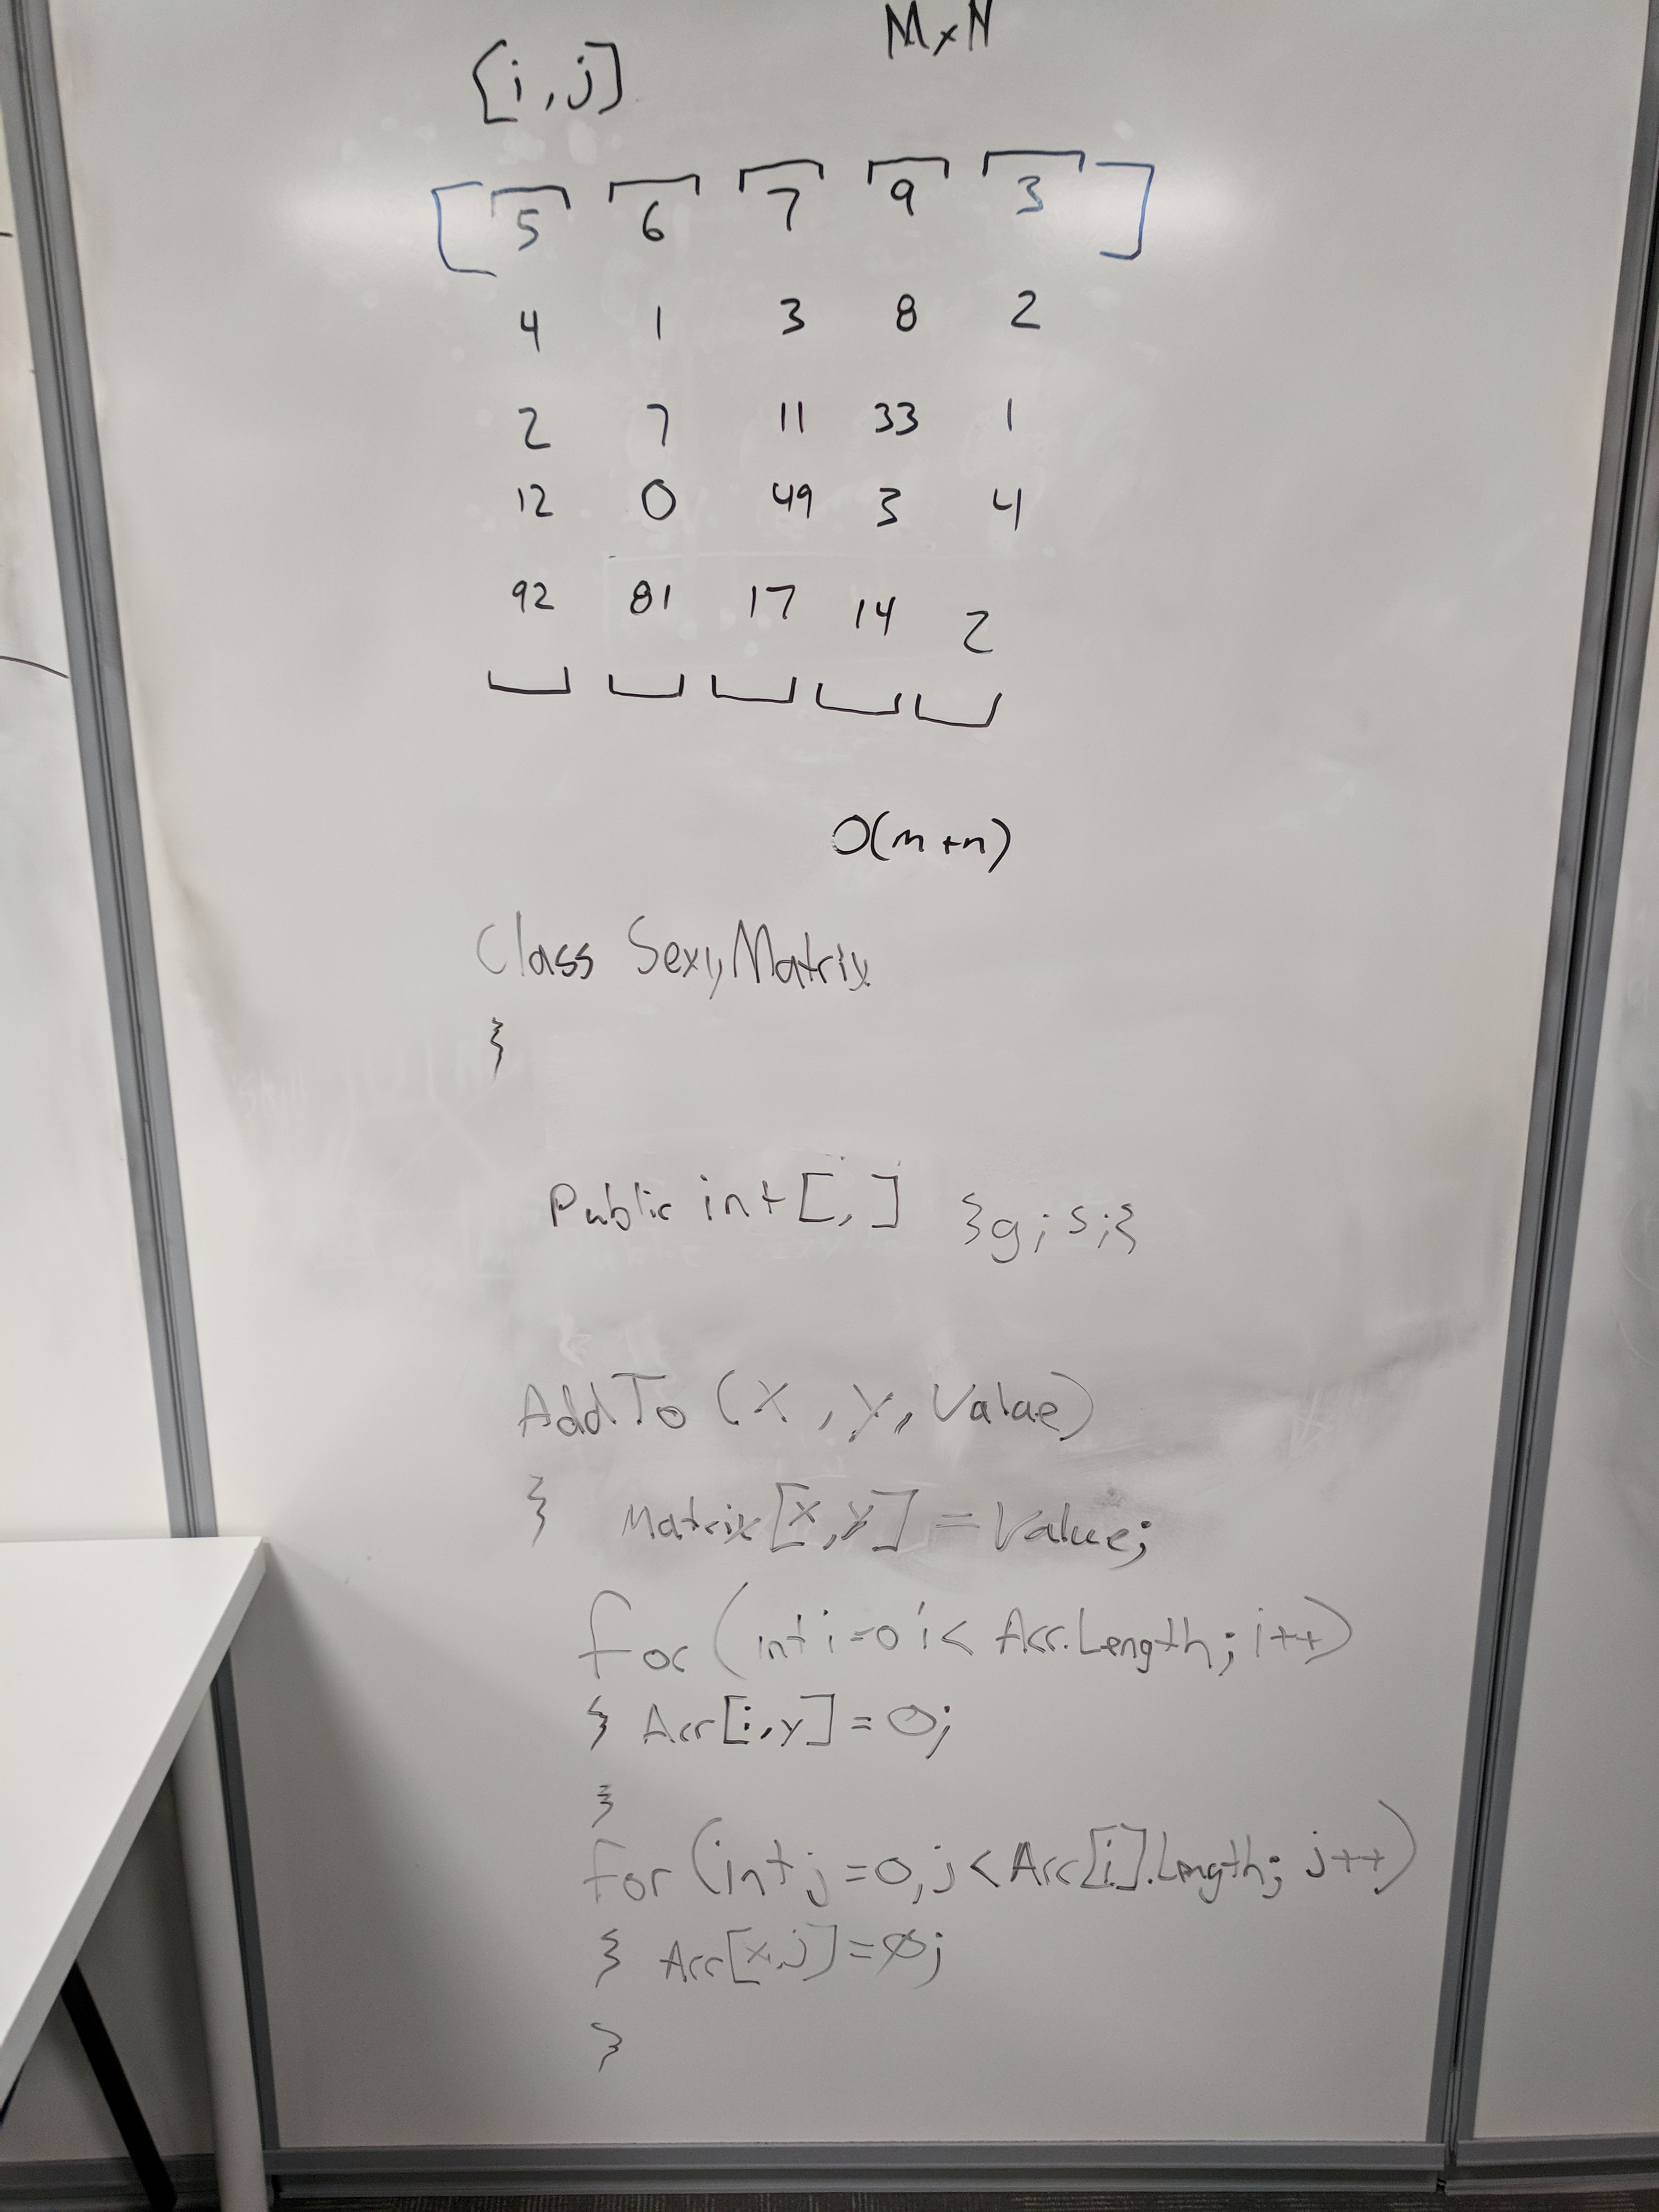 M×N
[i,j]
[5 6 7 9 3]
4 1 3 8 2
2 7 11 33 1
12 0 49 3 4
92 81 17 14 2
O(m+n)
Class SexyMatrix
{
Public int[,] {g; s;}
AddTo (X, Y, Value)
{ Matrix[X,Y] = Value;
for (int i=0 i< Arr.Length; i++)
{ Arr[i,y] = 0;
}
for (int j=0, j< Arr[i].Length; j++)
{ Arr[x,j]=0;
}